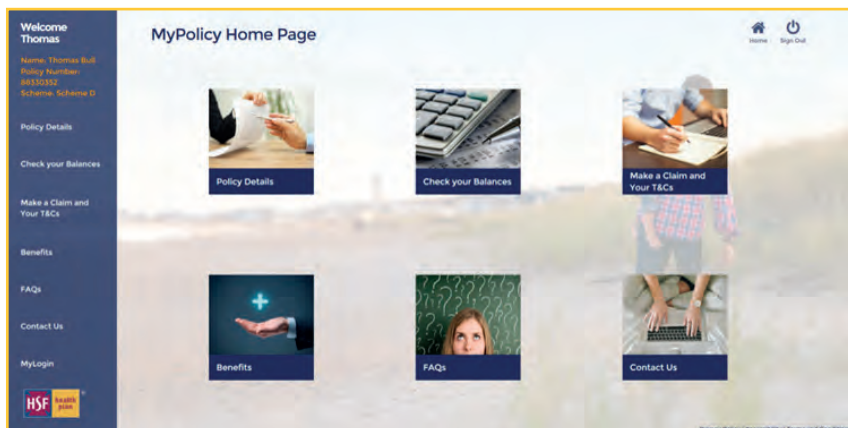 Welcome
Thomas
Name: Thomas Bull
Policy Number:
86330352
Scheme: Scheme D
Policy Details
Check your Balances
Make a Claim and
Your T&Cs
Benefits
FAQs
Contact Us
MyLogin
HSF health
plan
MyPolicy Home Page
Home
Sign Out
Policy Details
Check your Balances
Make a Claim and
Your T&Cs
Benefits
FAQs
Contact Us